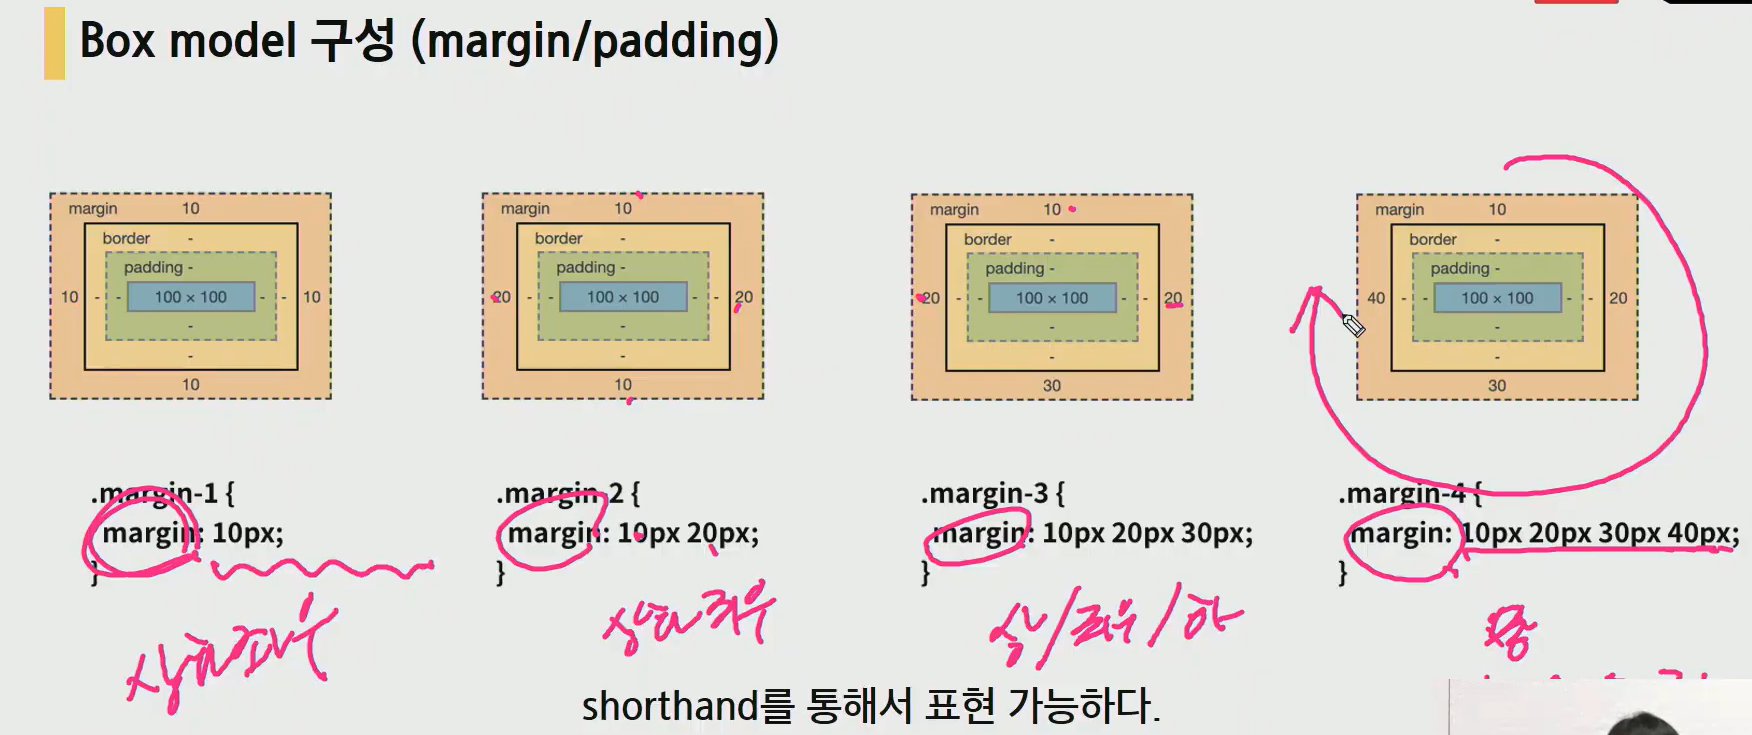 Box model 구성 (margin/padding)
margin 10
border -
padding -
10 - - 100 × 100 - - 10
-
-
10
margin 10
border -
padding -
20 - - 100 × 100 - - 20
-
-
10
margin 10
border -
padding -
20 - - 100 × 100 - - 20
-
-
30
margin 10
border -
padding -
40 - - 100 × 100 - - 20
-
-
30
.margin-1 {
margin: 10px;
}
상하좌우
.margin-2 {
margin: 10px 20px;
}
상하 좌우
.margin-3 {
margin: 10px 20px 30px;
}
상/좌우/하
.margin-4 {
margin: 10px 20px 30px 40px;
}
shorthand를 통해서 표현 가능하다.